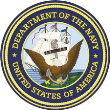 DEPARTMENT OF THE NAVY
UNITED STATES OF AMERICA